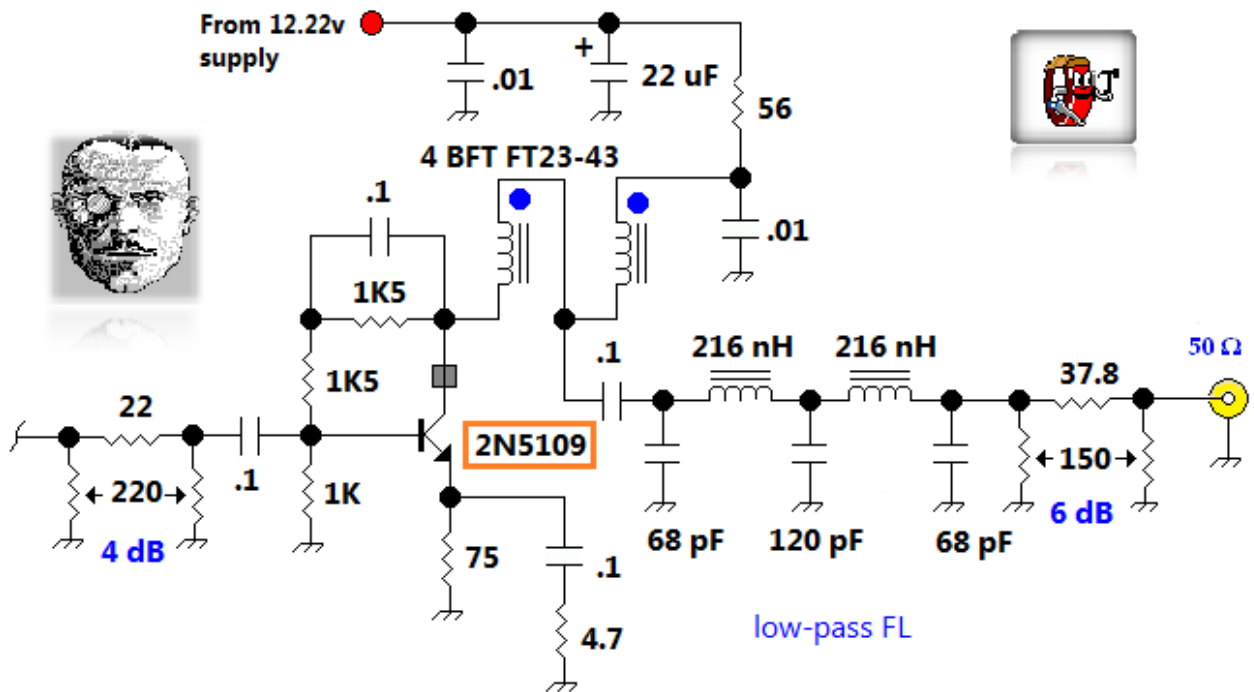 From 12.22v
supply
.01
+
22 uF
56
4 BFT FT23-43
.01
.1
1K5
1K5
22
.1
220
4 dB
1K
2N5109
75
.1
4.7
.1
216 nH
216 nH
68 pF
120 pF
68 pF
37.8
150
6 dB
50 Ω
low-pass FL